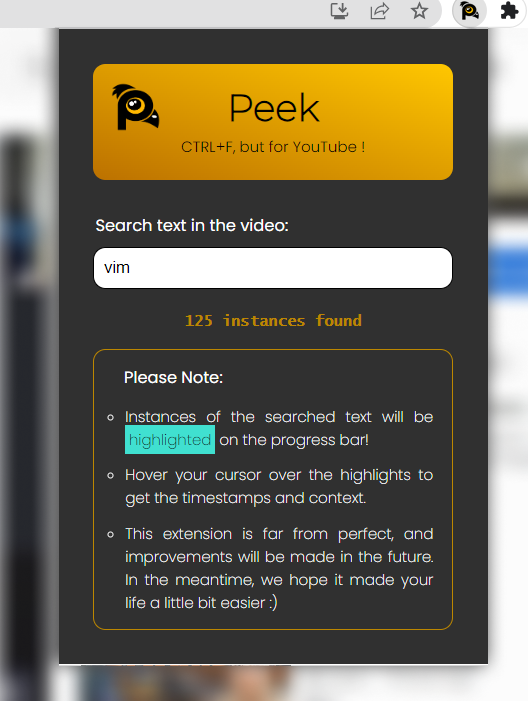 Peek
CTRL+F, but for YouTube !
Search text in the video:
vim
125 instances found
Please Note:
Instances of the searched text will be
highlighted on the progress bar!
Hover your cursor over the highlights to
get the timestamps and context.
This extension is far from perfect, and
improvements will be made in the future.
In the meantime, we hope it made your
life a little bit easier :)